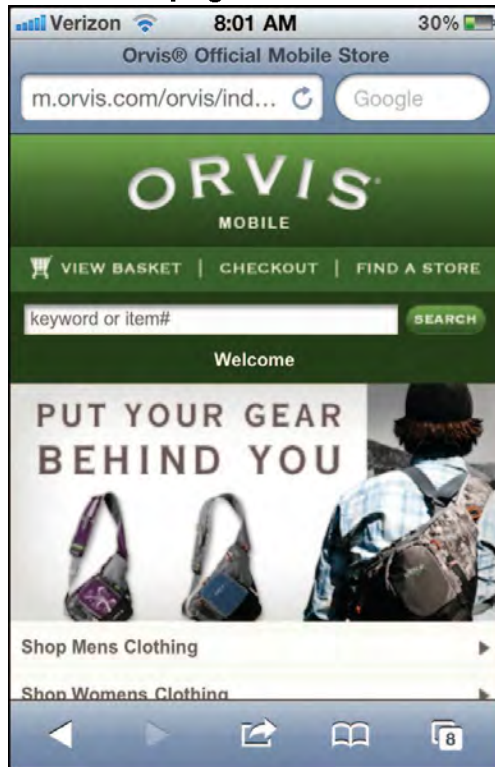 Verizon 8:01 AM 30%
Orvis® Official Mobile Store
m.orvis.com/orvis/ind... Google
ORVIS
MOBILE
VIEW BASKET | CHECKOUT | FIND A STORE
keyword or item# SEARCH
Welcome
PUT YOUR GEAR
BEHIND YOU
Shop Mens Clothing
Shop Womens Clothing
8